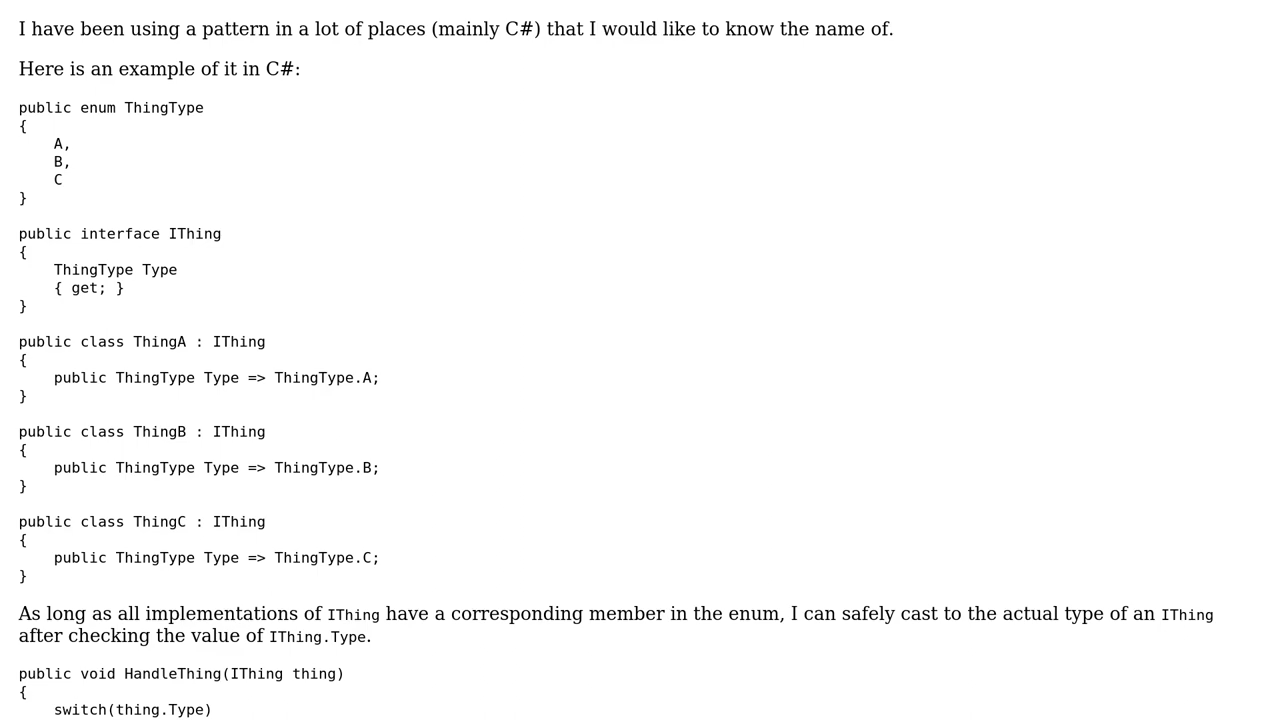 I have been using a pattern in a lot of places (mainly C#) that I would like to know the name of.
Here is an example of it in C#:
public enum ThingType
{
    A,
    B,
    C
}
public interface IThing
{
    ThingType Type
    { get; }
}
public class ThingA : IThing
{
    public ThingType Type => ThingType.A;
}
public class ThingB : IThing
{
    public ThingType Type => ThingType.B;
}
public class ThingC : IThing
{
    public ThingType Type => ThingType.C;
}
As long as all implementations of IThing have a corresponding member in the enum, I can safely cast to the actual type of an IThing
after checking the value of IThing.Type.
public void HandleThing(IThing thing)
{
    switch(thing.Type)